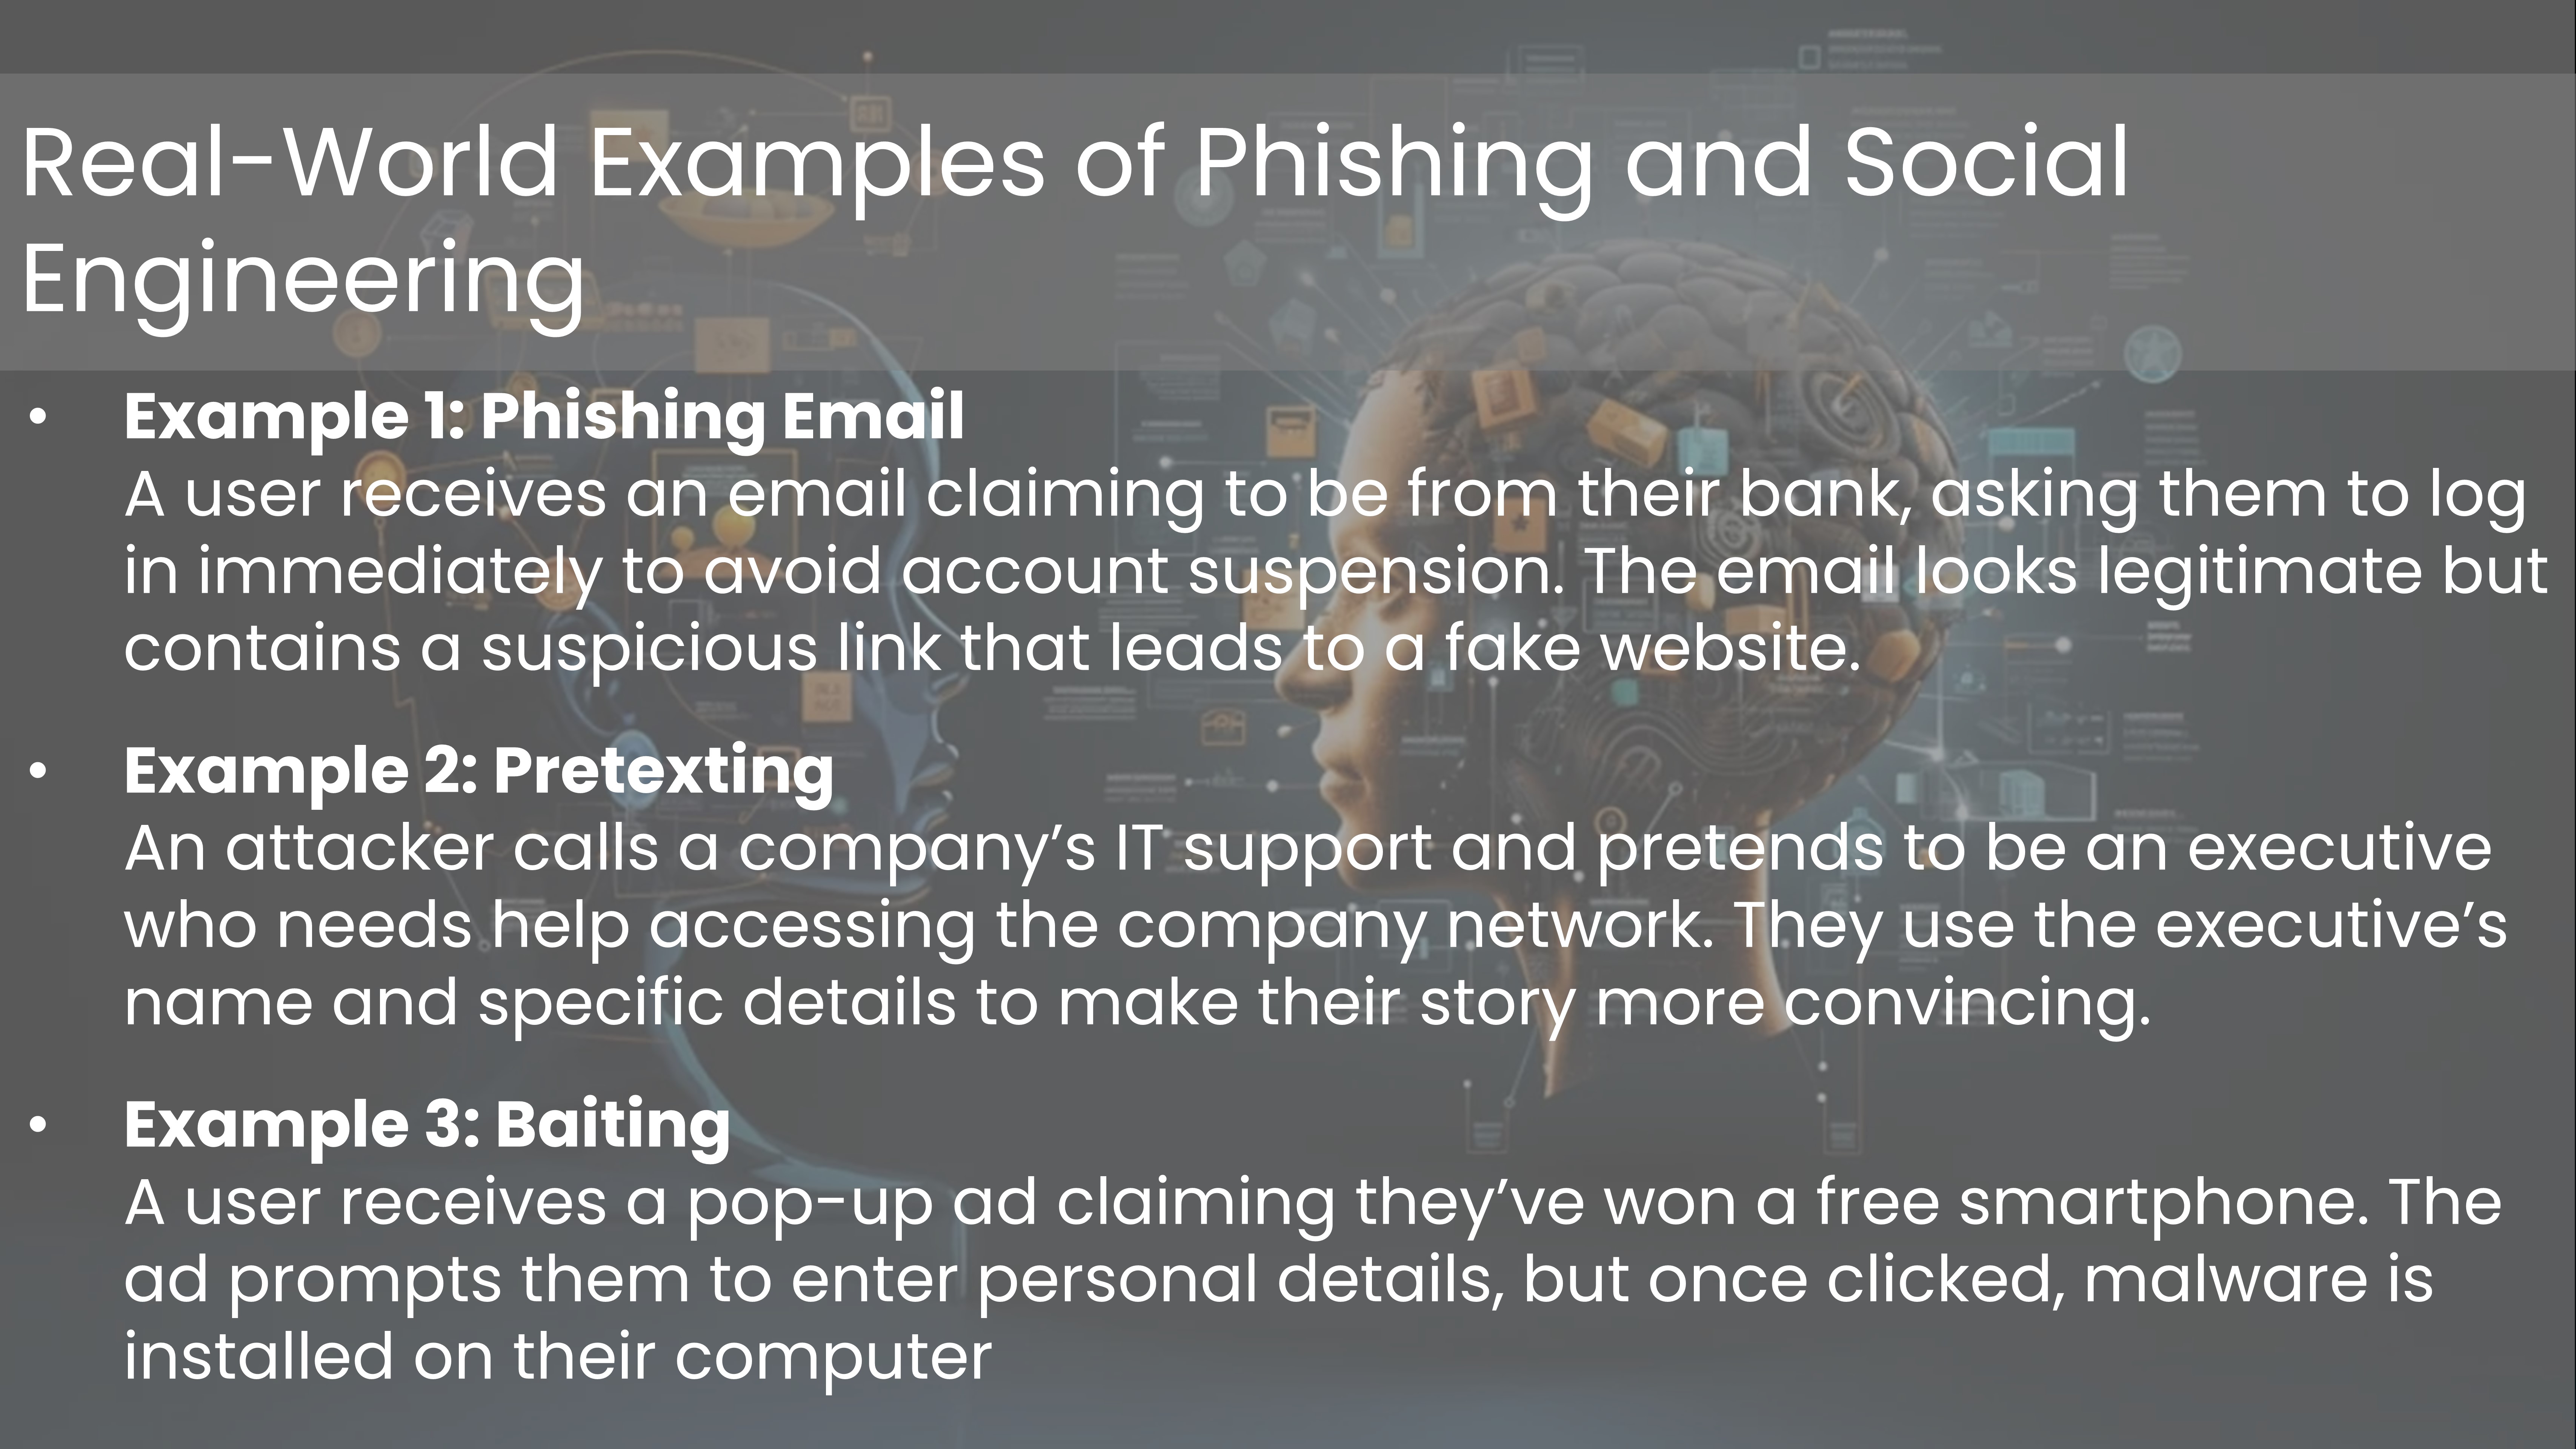 Real-World Examples of Phishing and Social
Engineering
• Example 1: Phishing Email
A user receives an email claiming to be from their bank, asking them to log
in immediately to avoid account suspension. The email looks legitimate but
contains a suspicious link that leads to a fake website.
• Example 2: Pretexting
An attacker calls a company’s IT support and pretends to be an executive
who needs help accessing the company network. They use the executive’s
name and specific details to make their story more convincing.
• Example 3: Baiting
A user receives a pop-up ad claiming they’ve won a free smartphone. The
ad prompts them to enter personal details, but once clicked, malware is
installed on their computer